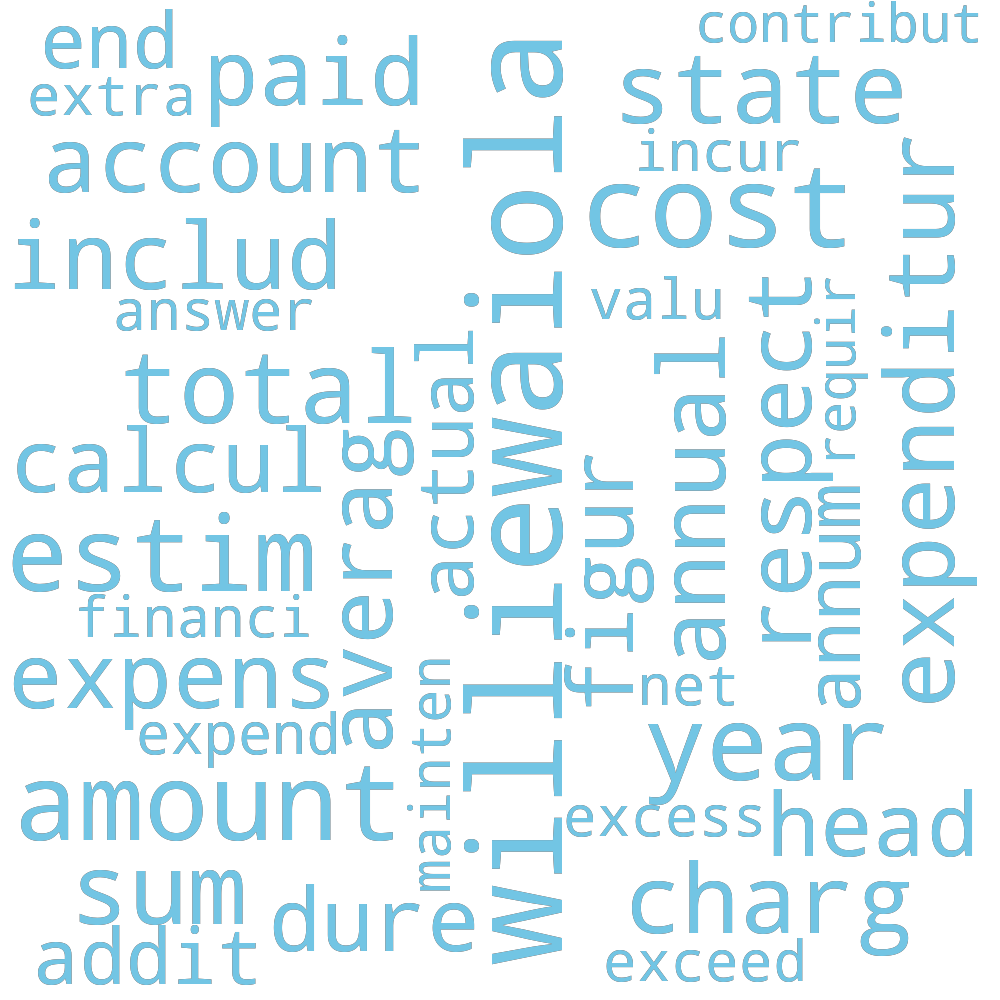 end
extra
paid
account
includ
answer
total
calcul
estim
financi
expens
expend
amount
sum
addit
dure
averag
.actual.
mainten
williewaiola
contribut
state
incur
cost
valu
figur
annual
respect
requir
annum
expenditur
net
year
excess
head
charg
exceed